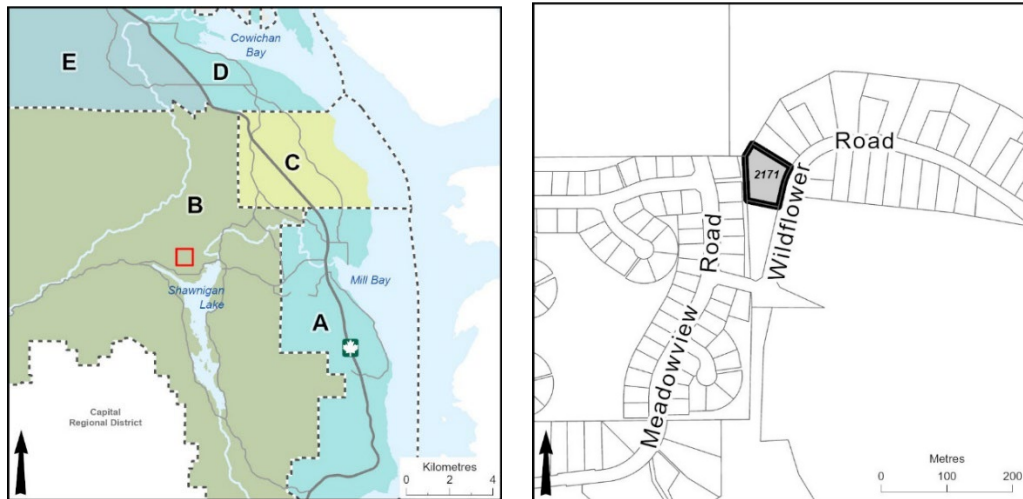 Cowichan
Bay
E
D
C
B
Shawnigan
Lake
Mill Bay
A
Capital
Regional District
Kilometres
0 2 4
Road
2171
Wildflower
Road
Meadowview
Metres
0 100 200